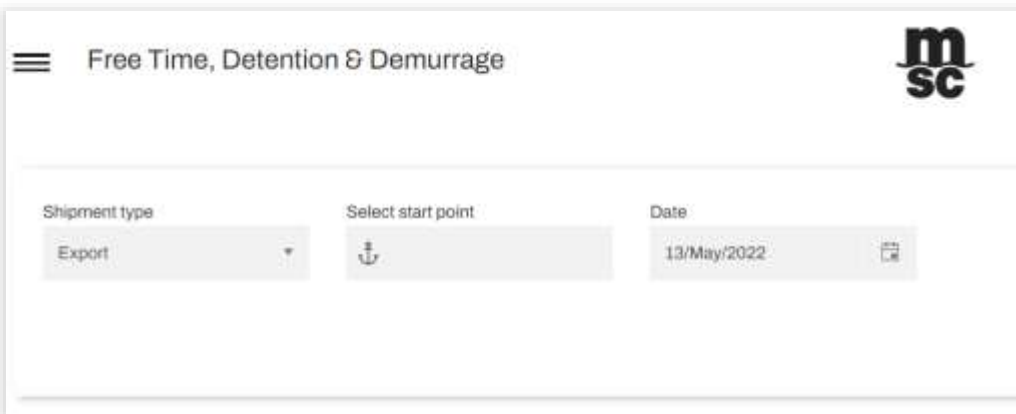 Free Time, Detention & Demurrage
msc
Shipment type
Select start point
Date
Export
13/May/2022